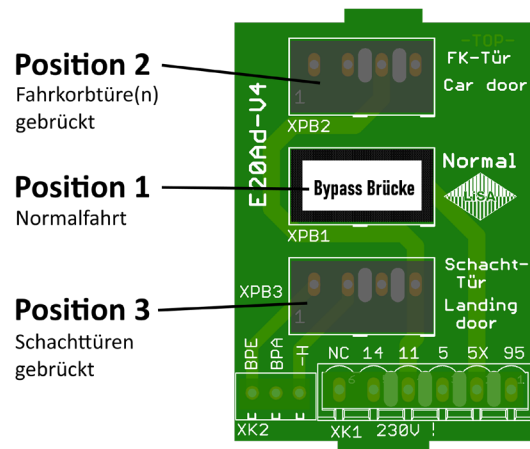 Position 2
Fahrkorbtüre(n)
gebrückt
Position 1
Normalfahrt
Position 3
Schachttüren
gebrückt
-TOP-
FK-Tür
Car door
1
XPB2
E20Ad-V4
Normal
Bypass Brücke
LiSA
XPB1
Schacht-
Tür
Landing
door
XPB3
1
BPE BPA -H
NC 14 11 5 5X 95
6 1
XK2 XK1 230V !